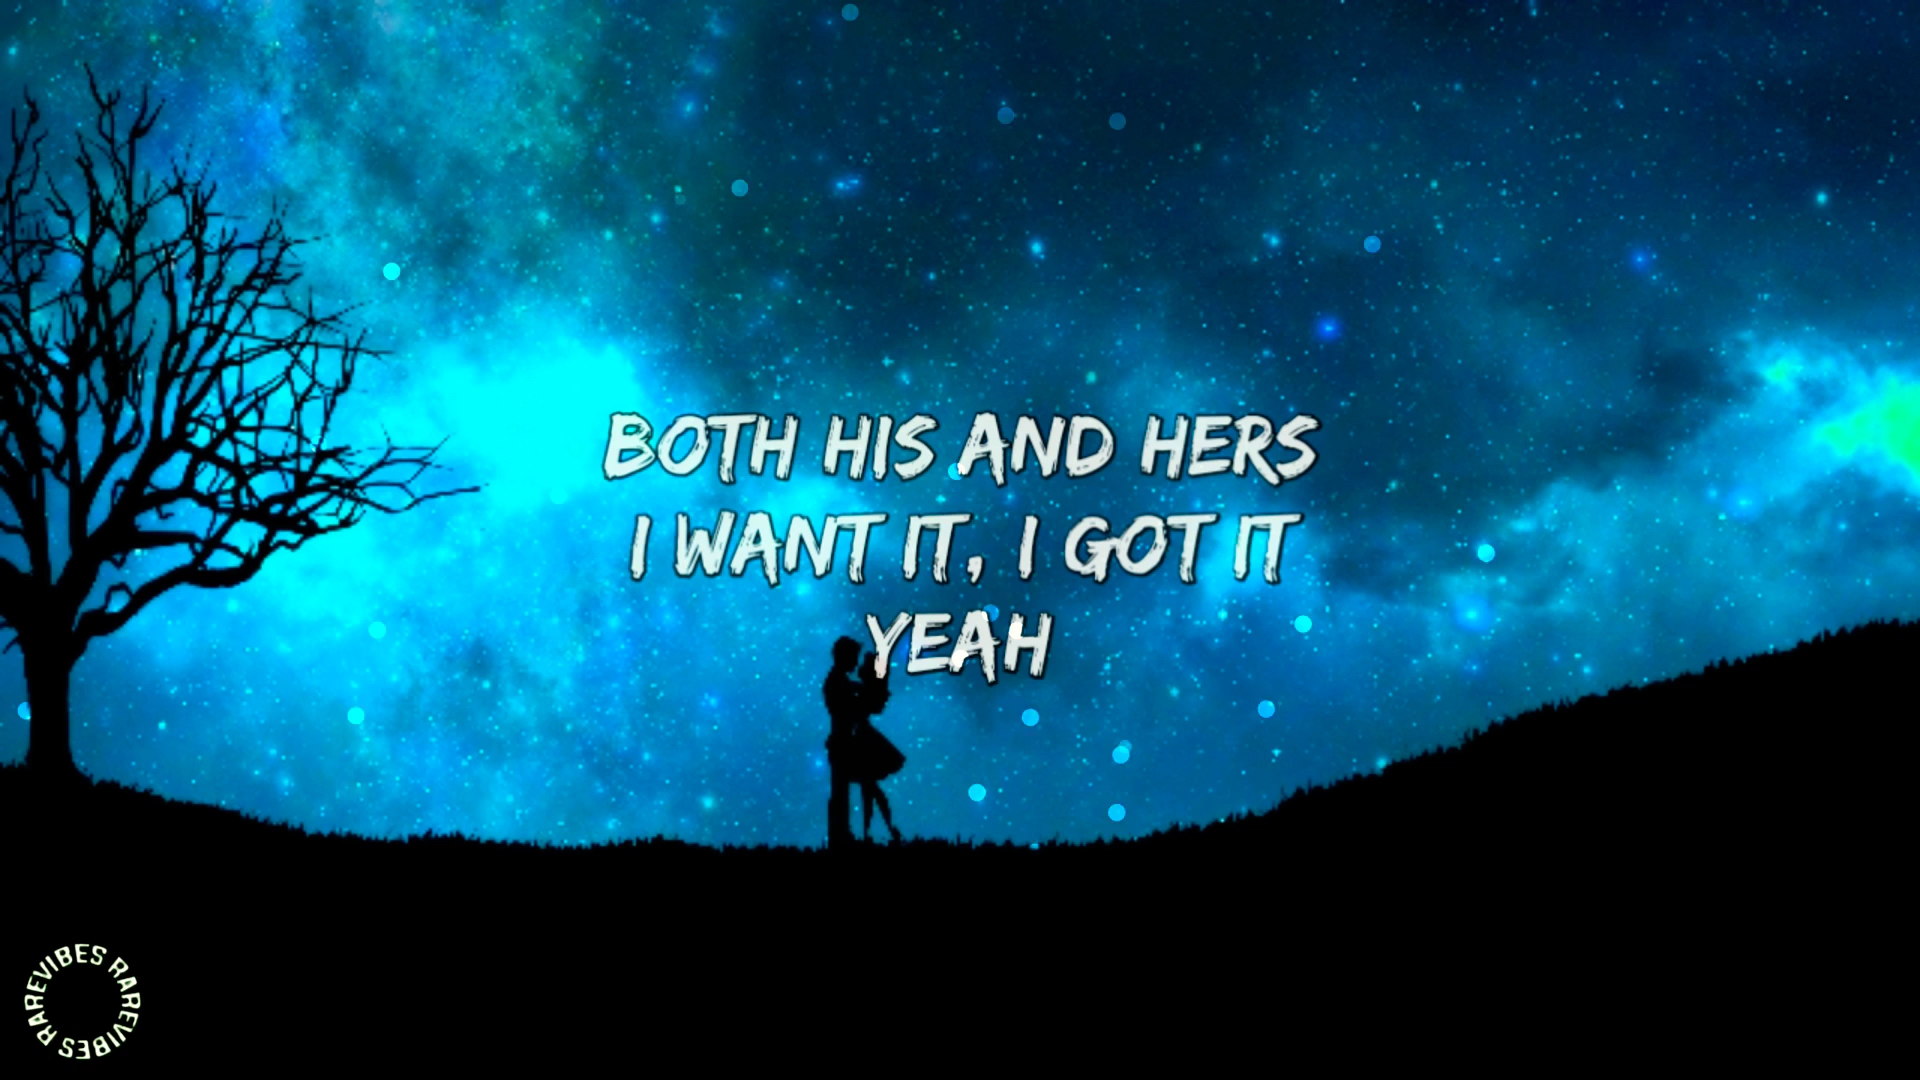 BOTH HIS AND HERS
I WANT IT, I GOT IT
YEAH
RAREVIBES RAREVIBES